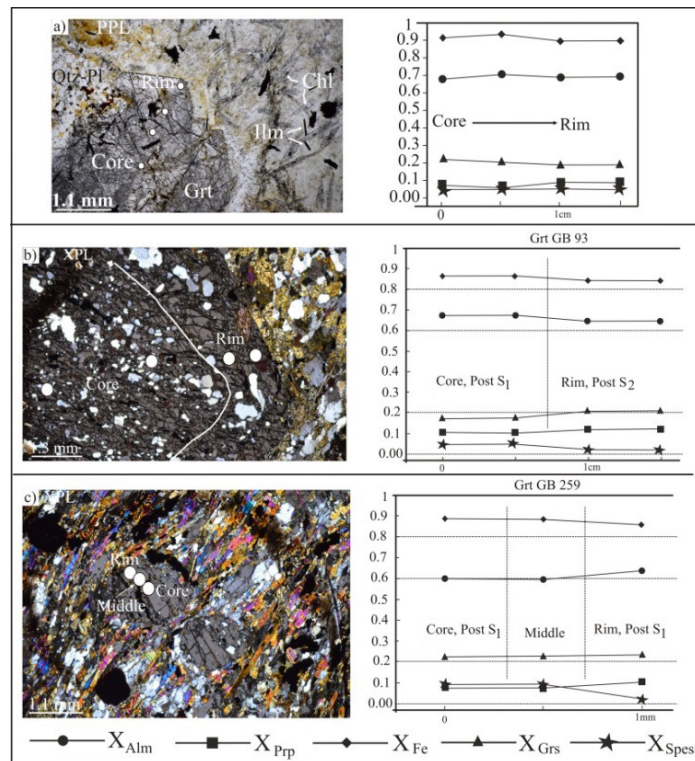 a)
PPL
Qtz-Pl
Rim
Chl
Ilm
Core
Grt
1.1 mm
1
0.9
0.8
0.7
0.6
0.5
0.4
0.3
0.2
0.1
0.00
Core
Rim
0
1cm
b)
XPL
Rim
Core
mm
Grt GB 93
1
0.9
0.8
0.7
0.6
0.5
0.4
0.3
0.2
0.1
0.00
Core, Post S1
Rim, Post S2
0
1cm
c)
XPL
Rim
Middle
Core
1.1 mm
Grt GB 259
1
0.9
0.8
0.7
0.6
0.5
0.4
0.3
0.2
0.1
0.00
Core, Post S1
Middle
Rim, Post S1
0
1mm
XAlm XPrp XFe XGrs XSpes